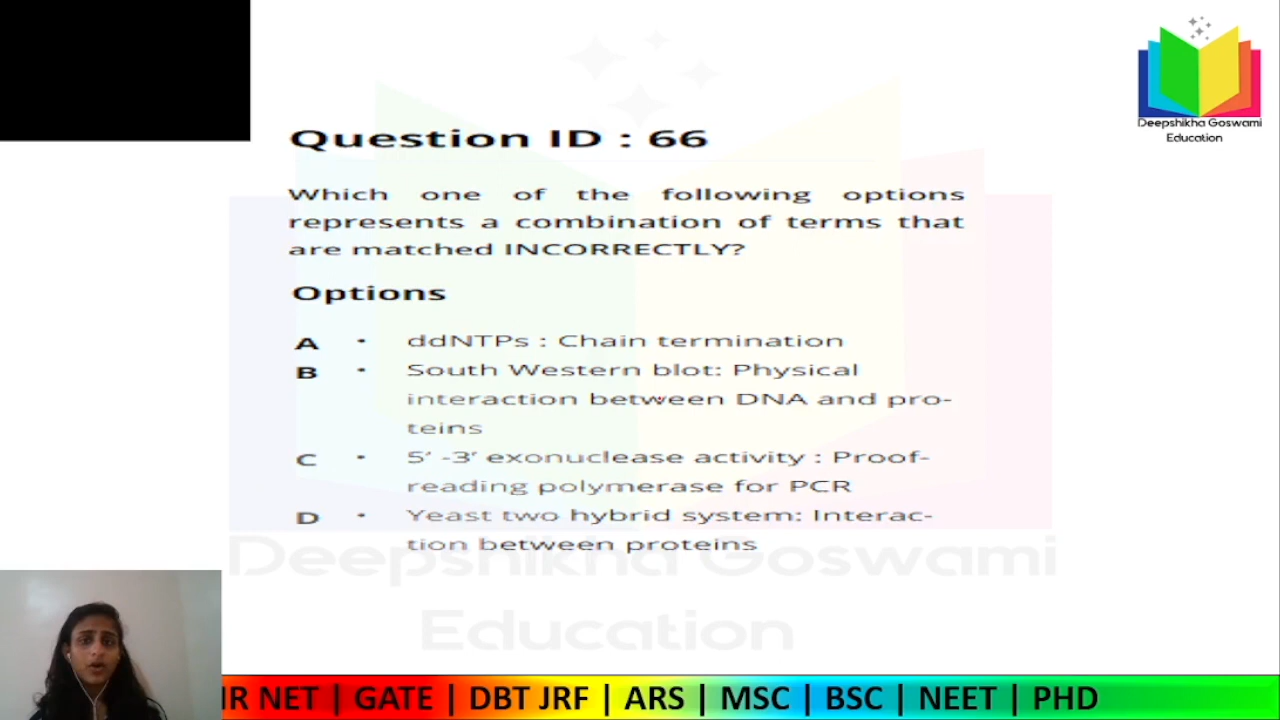 Deepshikha Goswami
Education
Question ID : 66
Which one of the following options
represents a combination of terms that
are matched INCORRECTLY?
Options
A • ddNTPs : Chain termination
B • South Western blot: Physical
interaction between DNA and pro-
teins
C • 5′ -3′ exonuclease activity : Proof-
reading polymerase for PCR
D • Yeast two hybrid system: Interac-
tion between proteins
Deepshikha Goswami
Education
IR NET | GATE | DBT JRF | ARS | MSC | BSC | NEET | PHD